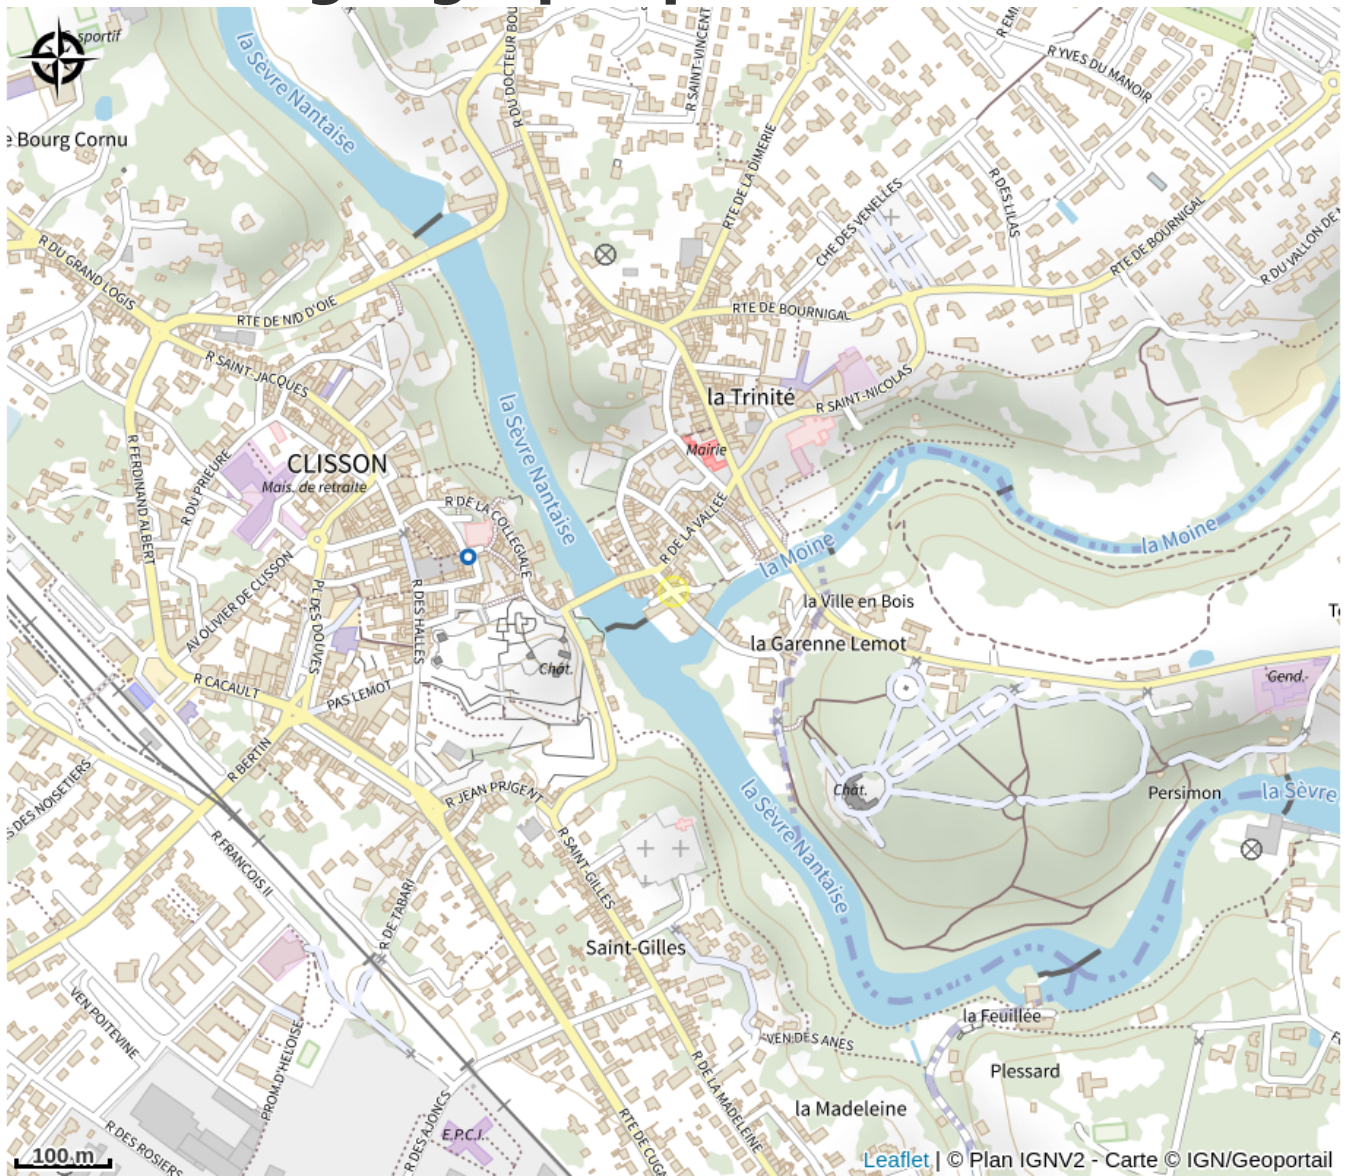 sportif
la Sèvre Nantaise
R DU DOCTEUR BOU
R SAINT-VINCENT
R EMI
R YVES DU MANOIR
e Bourg Cornu
RTE DE LA DIMERIE
R DES LILAS
CHE DES VENELLES
RTE DE BOURNIGAL
R DU VALLON DE
R DU GRAND LOGIS
RTE DE NID D'OIE
RTE DE BOURNIGAL
R SAINT-JACQUES
la Trinité
R SAINT-NICOLAS
la Sèvre Nantaise
Mairie
CLISSON
Mais. de retraite
R FERDINAND ALBERT
R DU PRIEURE
R DE LA COLLEGIALE
R DE LA VALLEE
la Moine
la Moine
AV OLIVIER DE CLISSON
PL DES DOUVES
R DES HALLES
la Ville en Bois
la Garenne Lemot
Chât.
Gend.
R CACAULT
PAS LEMOT
R BERTIN
R JEAN PRIGENT
la Sèvre Nantaise
Chât.
Persimon
la Sèvre
S DES NOISETIERS
R FRANCOIS II
R SAINT-GILLES
R DE TABARI
Saint-Gilles
VEN POITEVINE
PROM D'HELOISE
la Feuillée
VEN DES ANES
Plessard
R DE LA MADELEINE
la Madeleine
R DES ROSIERS
R DES AJONCS
E.P.C.I.
RTE DE CUGA
100 m
Leaflet | © Plan IGNV2 - Carte © IGN/Geoportail